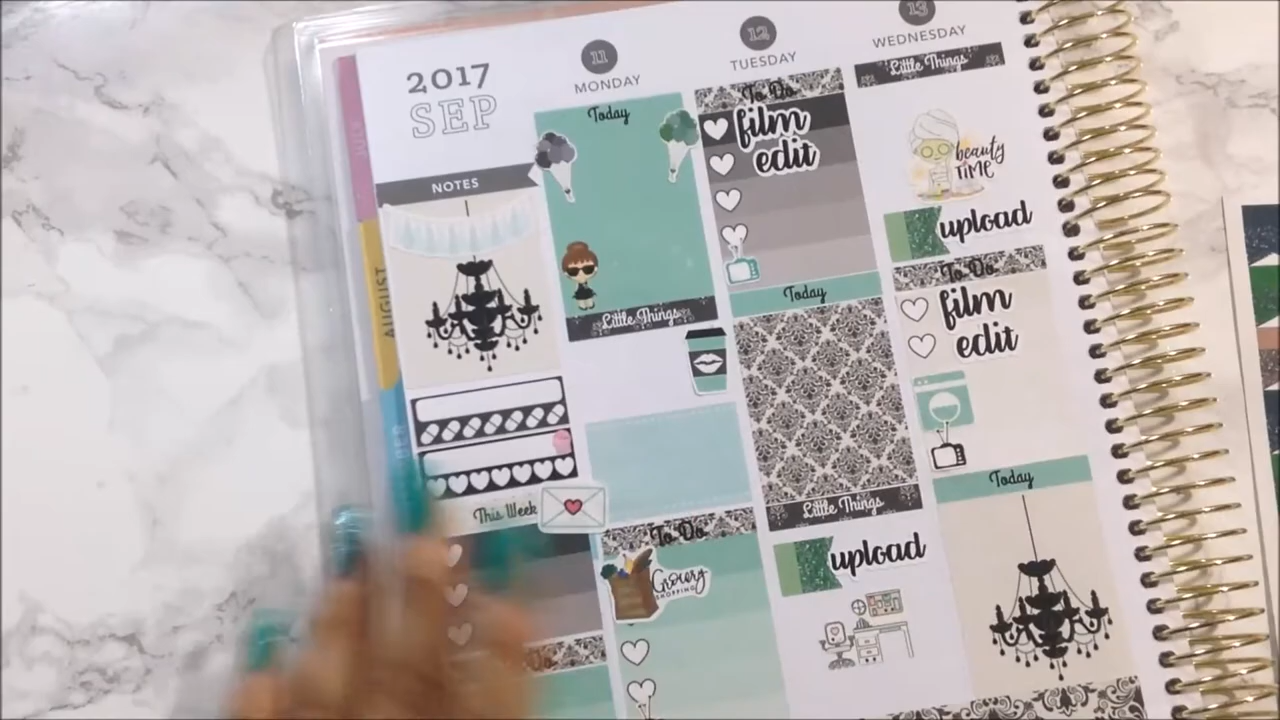 2017
SEP
NOTES
This Week
11
MONDAY
Today
Little Things
To Do
Grocery
SHOPPING
12
TUESDAY
To Do
film
edit
Today
Little Things
upload
13
WEDNESDAY
Little Things
beauty
TIME
upload
To Do
film
edit
Today
AUGUST